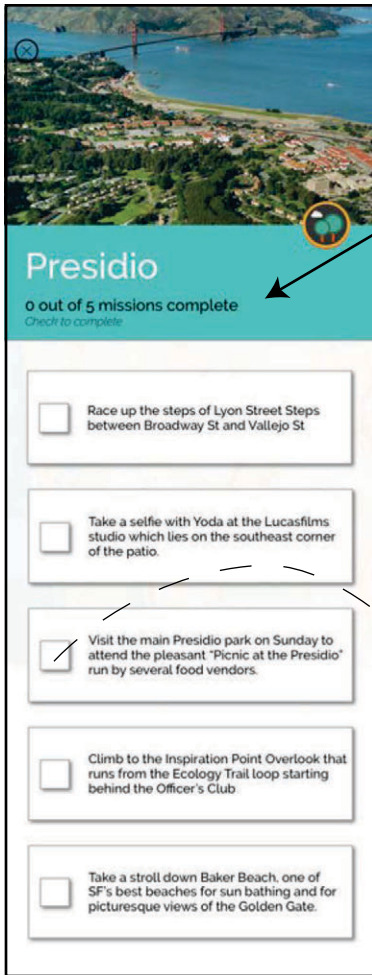 Presidio
0 out of 5 missions complete
Check to complete
Race up the steps of Lyon Street Steps
between Broadway St and Vallejo St
Take a selfie with Yoda at the Lucasfilms
studio which lies on the southeast corner
of the patio.
Visit the main Presidio park on Sunday to
attend the pleasant "Picnic at the Presidio"
run by several food vendors.
Climb to the Inspiration Point Overlook that
runs from the Ecology Trail loop starting
behind the Officer's Club
Take a stroll down Baker Beach, one of
SF's best beaches for sun bathing and for
picturesque views of the Golden Gate.